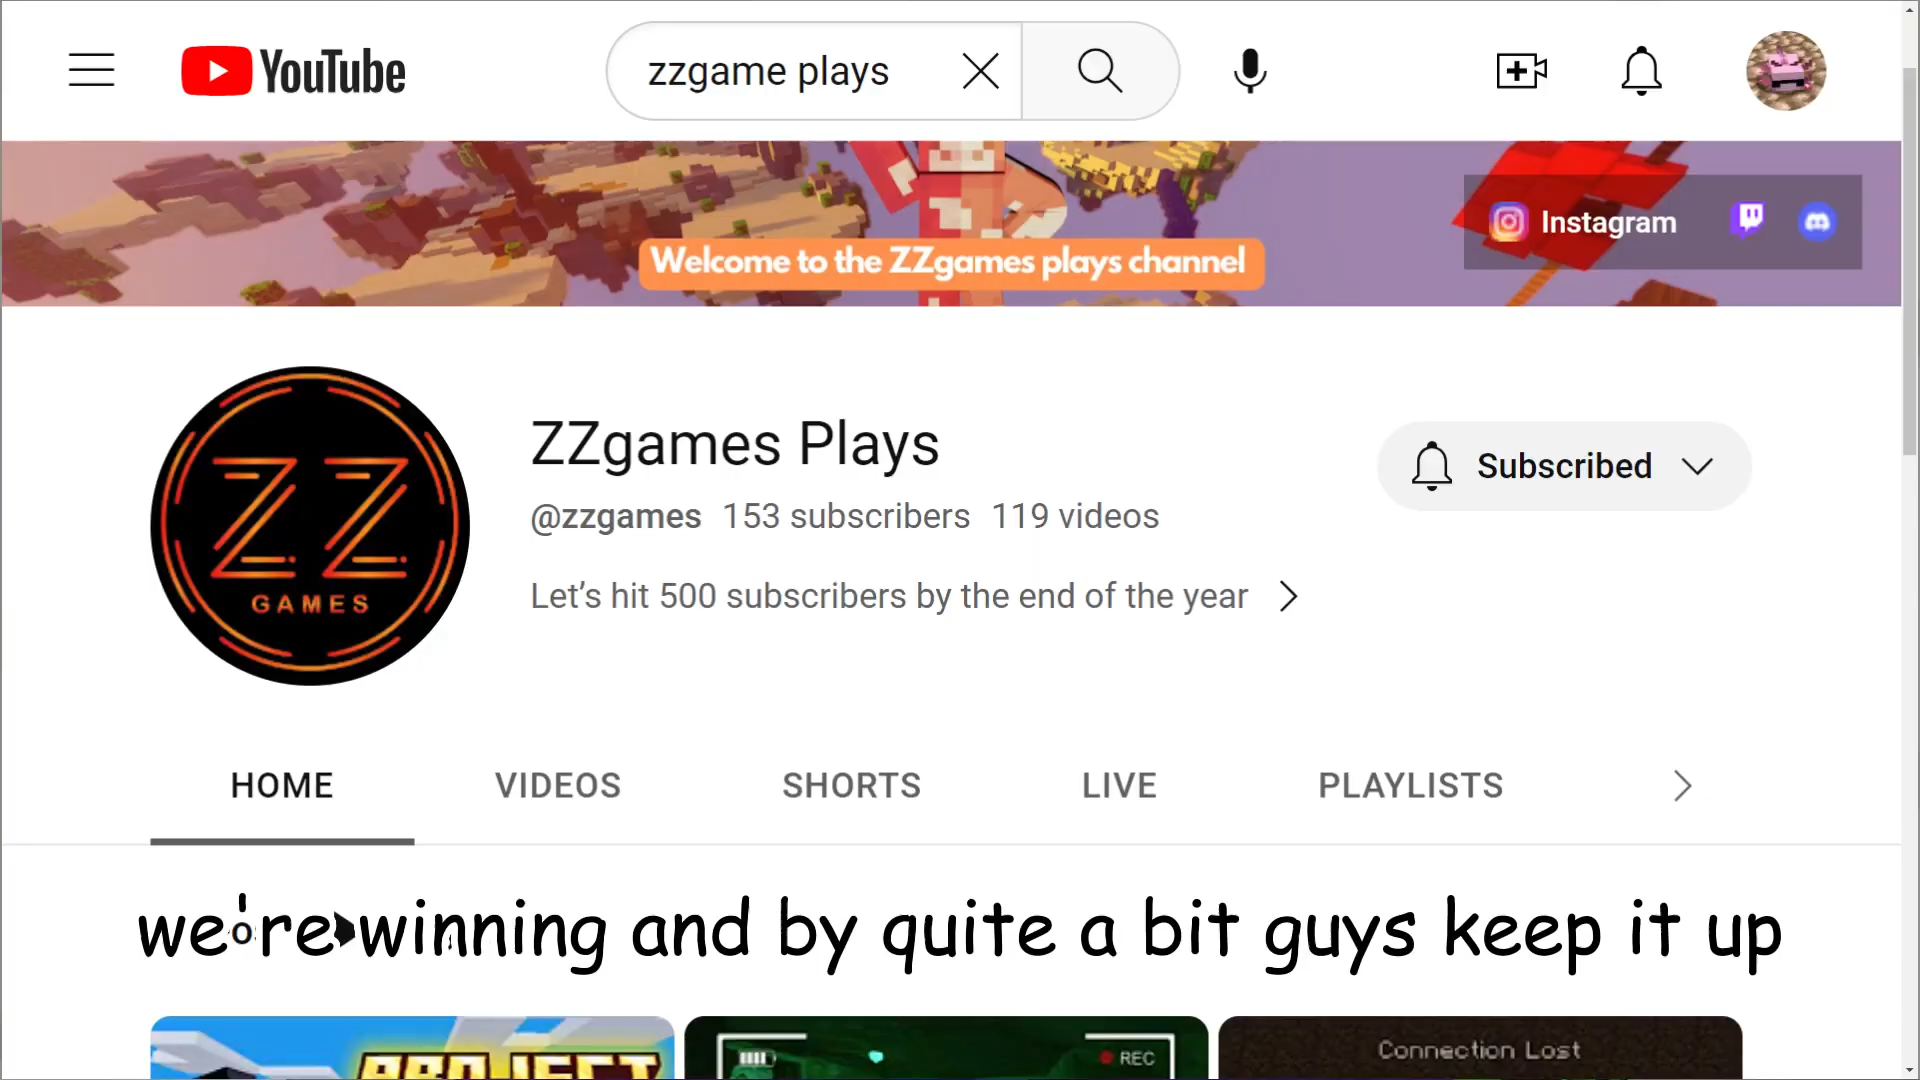 YouTube
zzgame plays
Instagram
Welcome to the ZZgames plays channel
ZZ
GAMES
ZZgames Plays
@zzgames 153 subscribers 119 videos
Let's hit 500 subscribers by the end of the year
Subscribed
HOME VIDEOS SHORTS LIVE PLAYLISTS
we're winning and by quite a bit guys keep it up
PROJECT
REC
Connection Lost